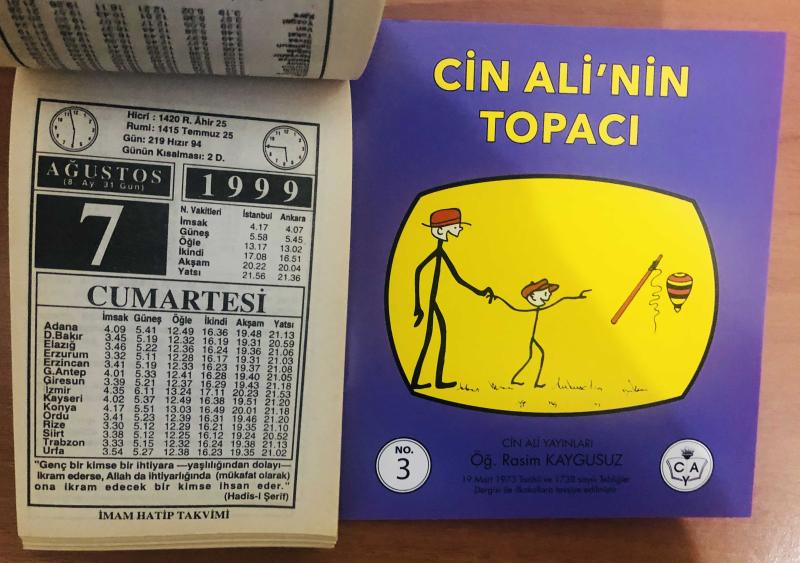 Hicrî : 1420 R. Âhir 25
Rumi: 1415 Temmuz 25
Gün: 219 Hızır 94
Günün Kısalması: 2 D.
AĞUSTOS
(8. Ay 31 Gün)
1999
7
N. Vakitleri İstanbul Ankara
İmsak 4.17 4.07
Güneş 5.58 5.45
Öğle 13.17 13.02
İkindi 17.08 16.51
Akşam 20.22 20.04
Yatsı 21.56 21.36
CUMARTESİ
İmsak Güneş Öğle İkindi Akşam Yatsı
Adana 4.09 5.41 12.49 16.36 19.48 21.13
D.Bakır 3.45 5.19 12.32 16.19 19.31 20.59
Elazığ 3.46 5.22 12.36 16.24 19.36 21.06
Erzurum 3.32 5.11 12.28 16.17 19.31 21.03
Erzincan 3.41 5.19 12.33 16.23 19.37 21.08
G.Antep 4.01 5.33 12.41 16.28 19.40 21.05
Giresun 3.39 5.21 12.37 16.29 19.43 21.18
İzmir 4.35 6.11 13.24 17.11 20.23 21.53
Kayseri 4.02 5.37 12.49 16.38 19.51 21.20
Konya 4.17 5.51 13.03 16.49 20.01 21.18
Ordu 3.41 5.23 12.39 16.31 19.46 21.20
Rize 3.30 5.12 12.29 16.21 19.35 21.10
Siirt 3.38 5.12 12.25 16.12 19.24 20.52
Trabzon 3.33 5.15 12.32 16.24 19.38 21.13
Urfa 3.54 5.27 12.38 16.23 19.35 21.02
"Genç bir kimse bir ihtiyara —yaşlılığından dolayı—
ikram ederse, Allah da ihtiyarlığında (mükafat olarak)
ona ikram edecek bir kimse ihsan eder."
(Hadis-i Şerif)
İMAM HATİP TAKVİMİ
CİN ALİ'NİN
TOPACI
NO.
3
CİN ALİ YAYINLARI
Öğ. Rasim KAYGUSUZ
19 Mart 1973 Tarihli ve 1738 sayılı Tebliğler
Dergisi ile ilkokullara tavsiye edilmiştir.
C A
Y